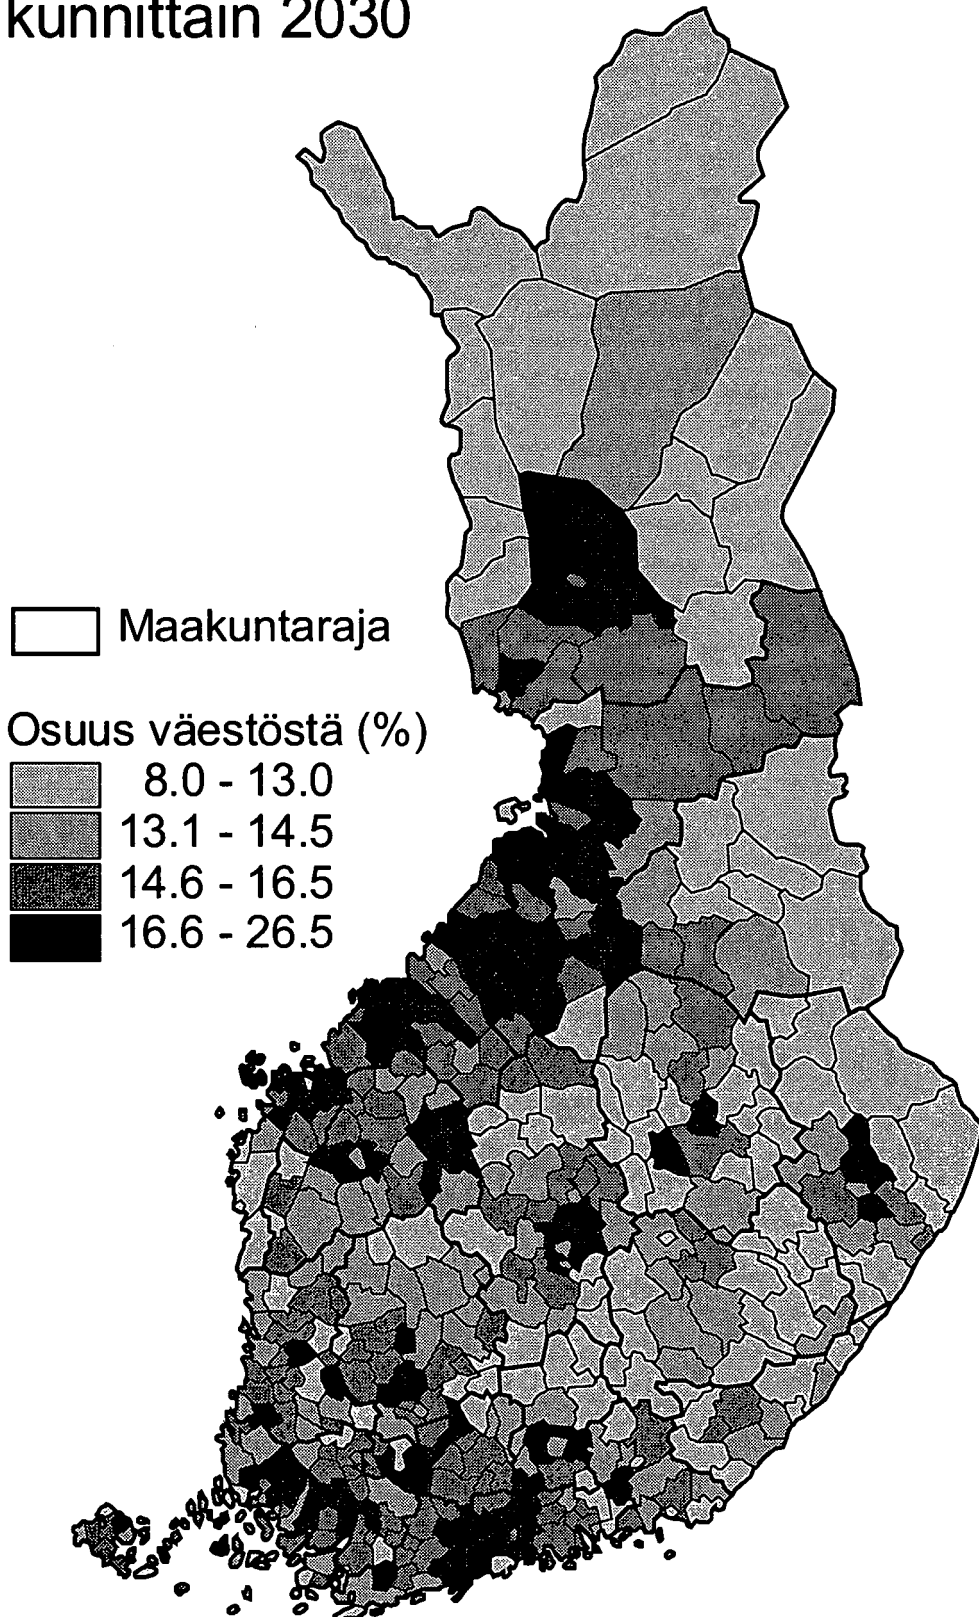 kunnittain 2030
Maakuntaraja
Osuus väestöstä (%)
8.0 - 13.0
13.1 - 14.5
14.6 - 16.5
16.6 - 26.5